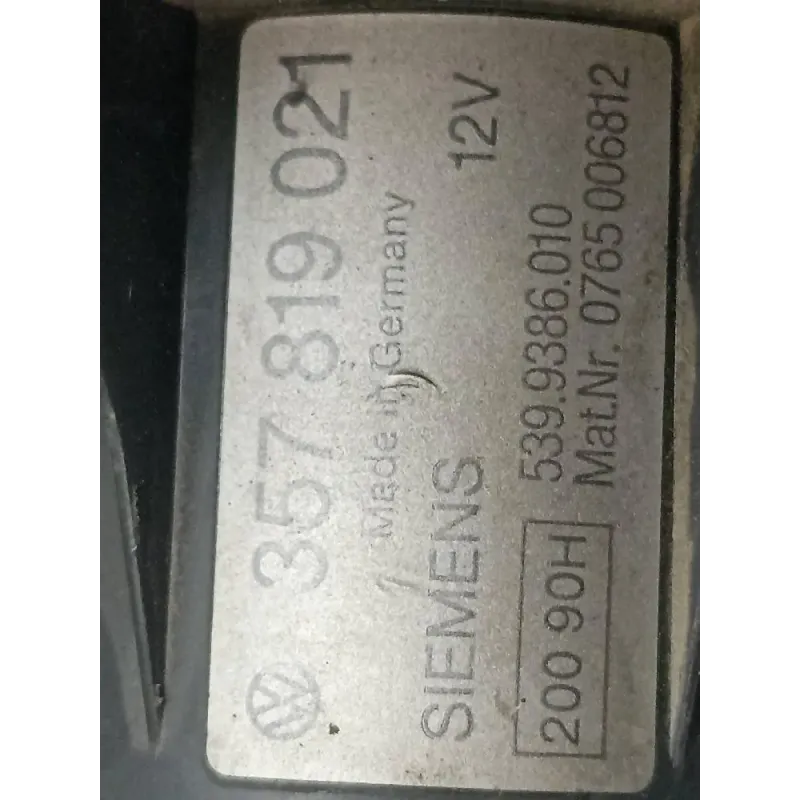 357 819 021
Made in Germany
SIEMENS 12V
200 90H 539.9386.010
Mat.Nr. 0765 006812